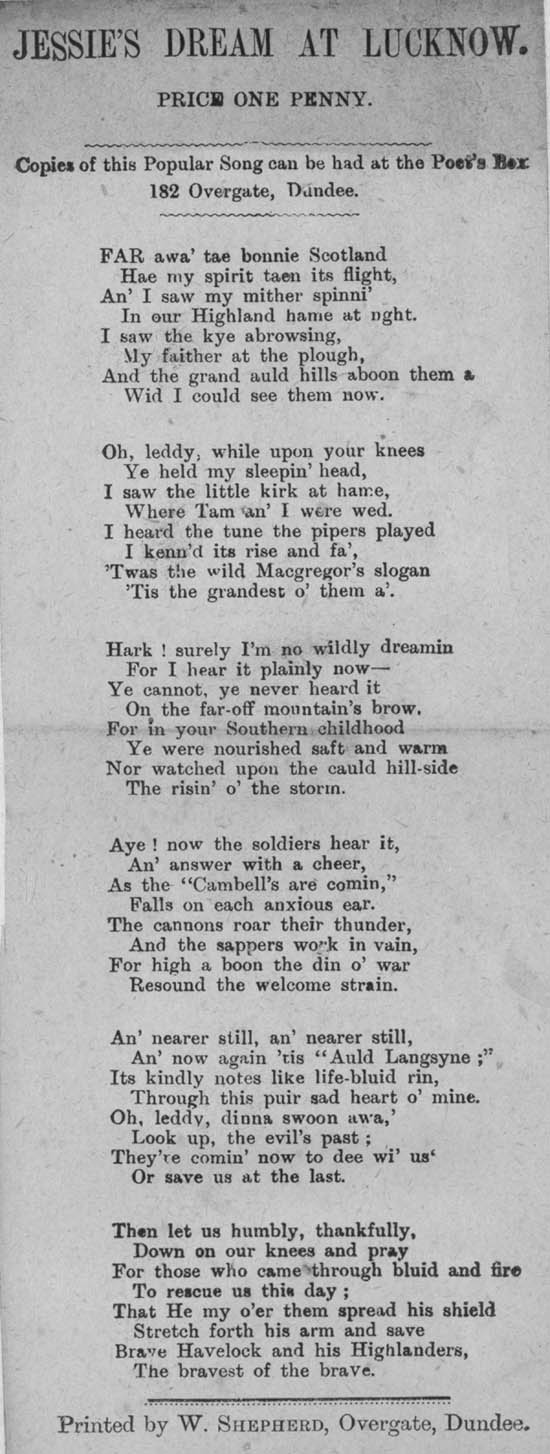 JESSIE'S DREAM AT LUCKNOW.
PRICE ONE PENNY.
Copies of this Popular Song can be had at the Poet's Box
182 Overgate, Dundee.
FAR awa' tae bonnie Scotland
Hae my spirit taen its flight,
An' I saw my mither spinni'
In our Highland hame at nght.
I saw the kye abrowsing,
My faither at the plough,
And the grand auld hills aboon them a
Wid I could see them now.
Oh, leddy, while upon your knees
Ye held my sleepin' head,
I saw the little kirk at hame,
Where Tam an' I were wed.
I heard the tune the pipers played
I kenn'd its rise and fa',
'Twas the wild Macgregor's slogan
'Tis the grandest o' them a'.
Hark ! surely I'm no wildly dreamin
For I hear it plainly now—
Ye cannot, ye never heard it
On the far-off mountain's brow.
For in your Southern childhood
Ye were nourished saft and warm
Nor watched upon the cauld hill-side
The risin' o' the storm.
Aye ! now the soldiers hear it,
An' answer with a cheer,
As the "Cambell's are comin,"
Falls on each anxious ear.
The cannons roar their thunder,
And the sappers work in vain,
For high a boon the din o' war
Resound the welcome strain.
An' nearer still, an' nearer still,
An' now again 'tis "Auld Langsyne ;"
Its kindly notes like life-bluid rin,
Through this puir sad heart o' mine.
Oh, leddy, dinna swoon awa,'
Look up, the evil's past ;
They're comin' now to dee wi' us‘
Or save us at the last.
Then let us humbly, thankfully,
Down on our knees and pray
For those who came through bluid and fire
To rescue us this day ;
That He my o'er them spread his shield
Stretch forth his arm and save
Brave Havelock and his Highlanders,
The bravest of the brave.
Printed by W. SHEPHERD, Overgate, Dundee.